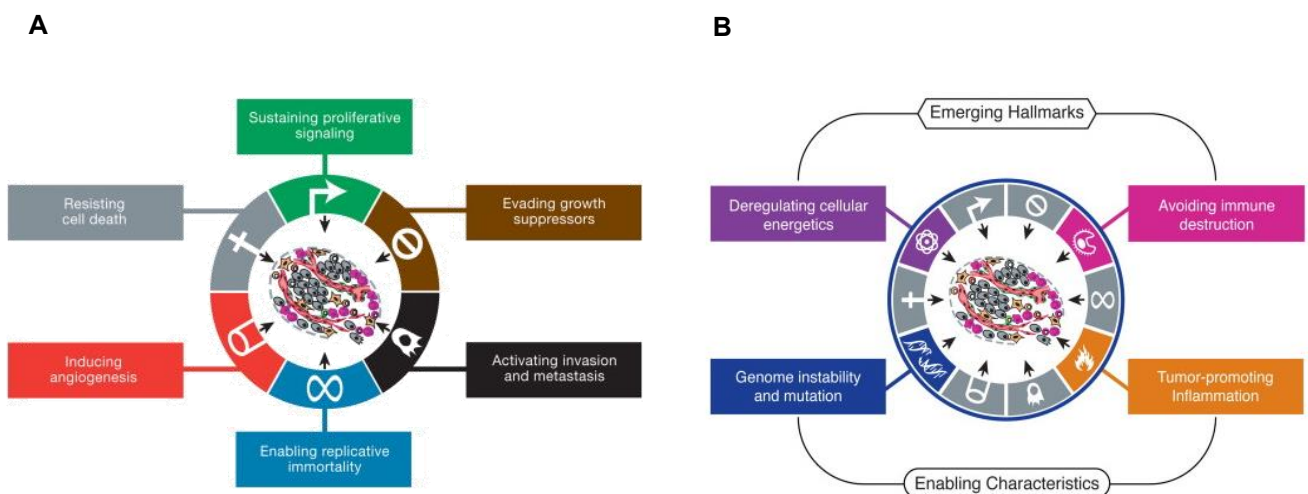 A
B
Sustaining proliferative
signaling
Resisting
cell death
Evading growth
suppressors
Inducing
angiogenesis
Activating invasion
and metastasis
Enabling replicative
immortality
Emerging Hallmarks
Deregulating cellular
energetics
Avoiding immune
destruction
Genome instability
and mutation
Tumor-promoting
Inflammation
Enabling Characteristics